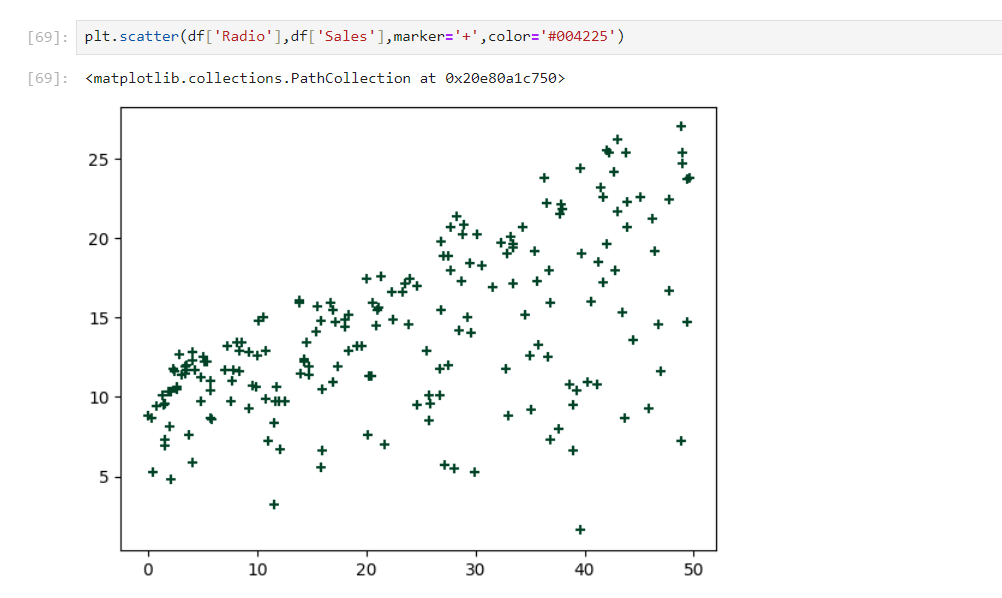 [69]: plt.scatter(df['Radio'],df['Sales'],marker='+',color='#004225')
[69]: <matplotlib.collections.PathCollection at 0x20e80a1c750>
25
20
15
10
5
0 10 20 30 40 50